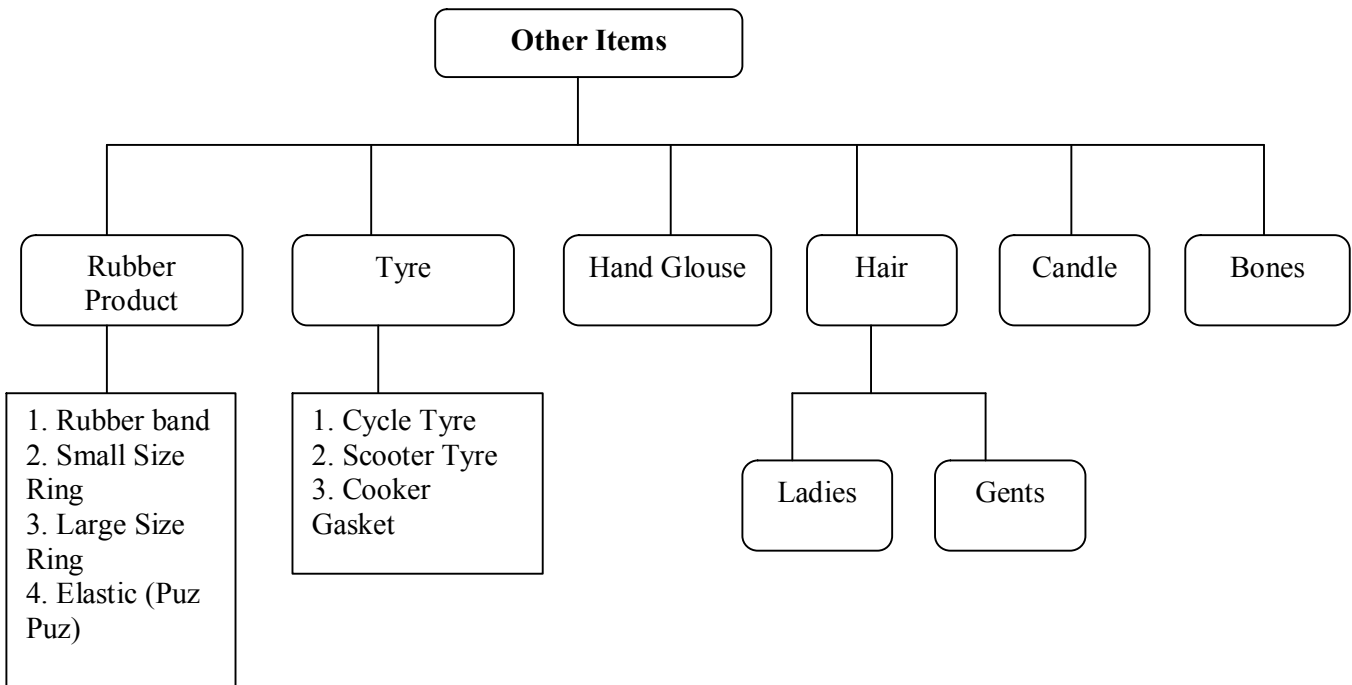 Other Items
Rubber
Product
Tyre
Hand Glouse
Hair
Candle
Bones
1. Rubber band
2. Small Size
Ring
3. Large Size
Ring
4. Elastic (Puz
Puz)
1. Cycle Tyre
2. Scooter Tyre
3. Cooker
Gasket
Ladies
Gents